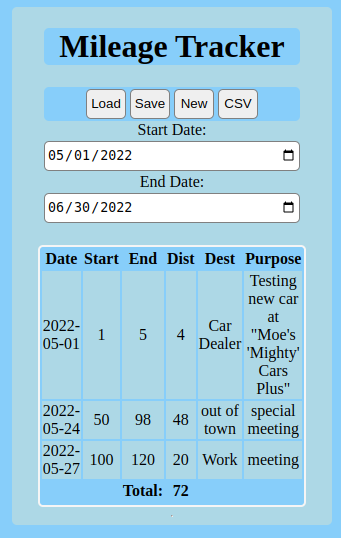 Mileage Tracker
Load Save New CSV
Start Date:
05/01/2022
End Date:
06/30/2022
Date Start End Dist Dest Purpose
2022-05-01 1 5 4 Car Dealer Testing new car at "Moe's 'Mighty' Cars Plus"
2022-05-24 50 98 48 out of town special meeting
2022-05-27 100 120 20 Work meeting
Total: 72